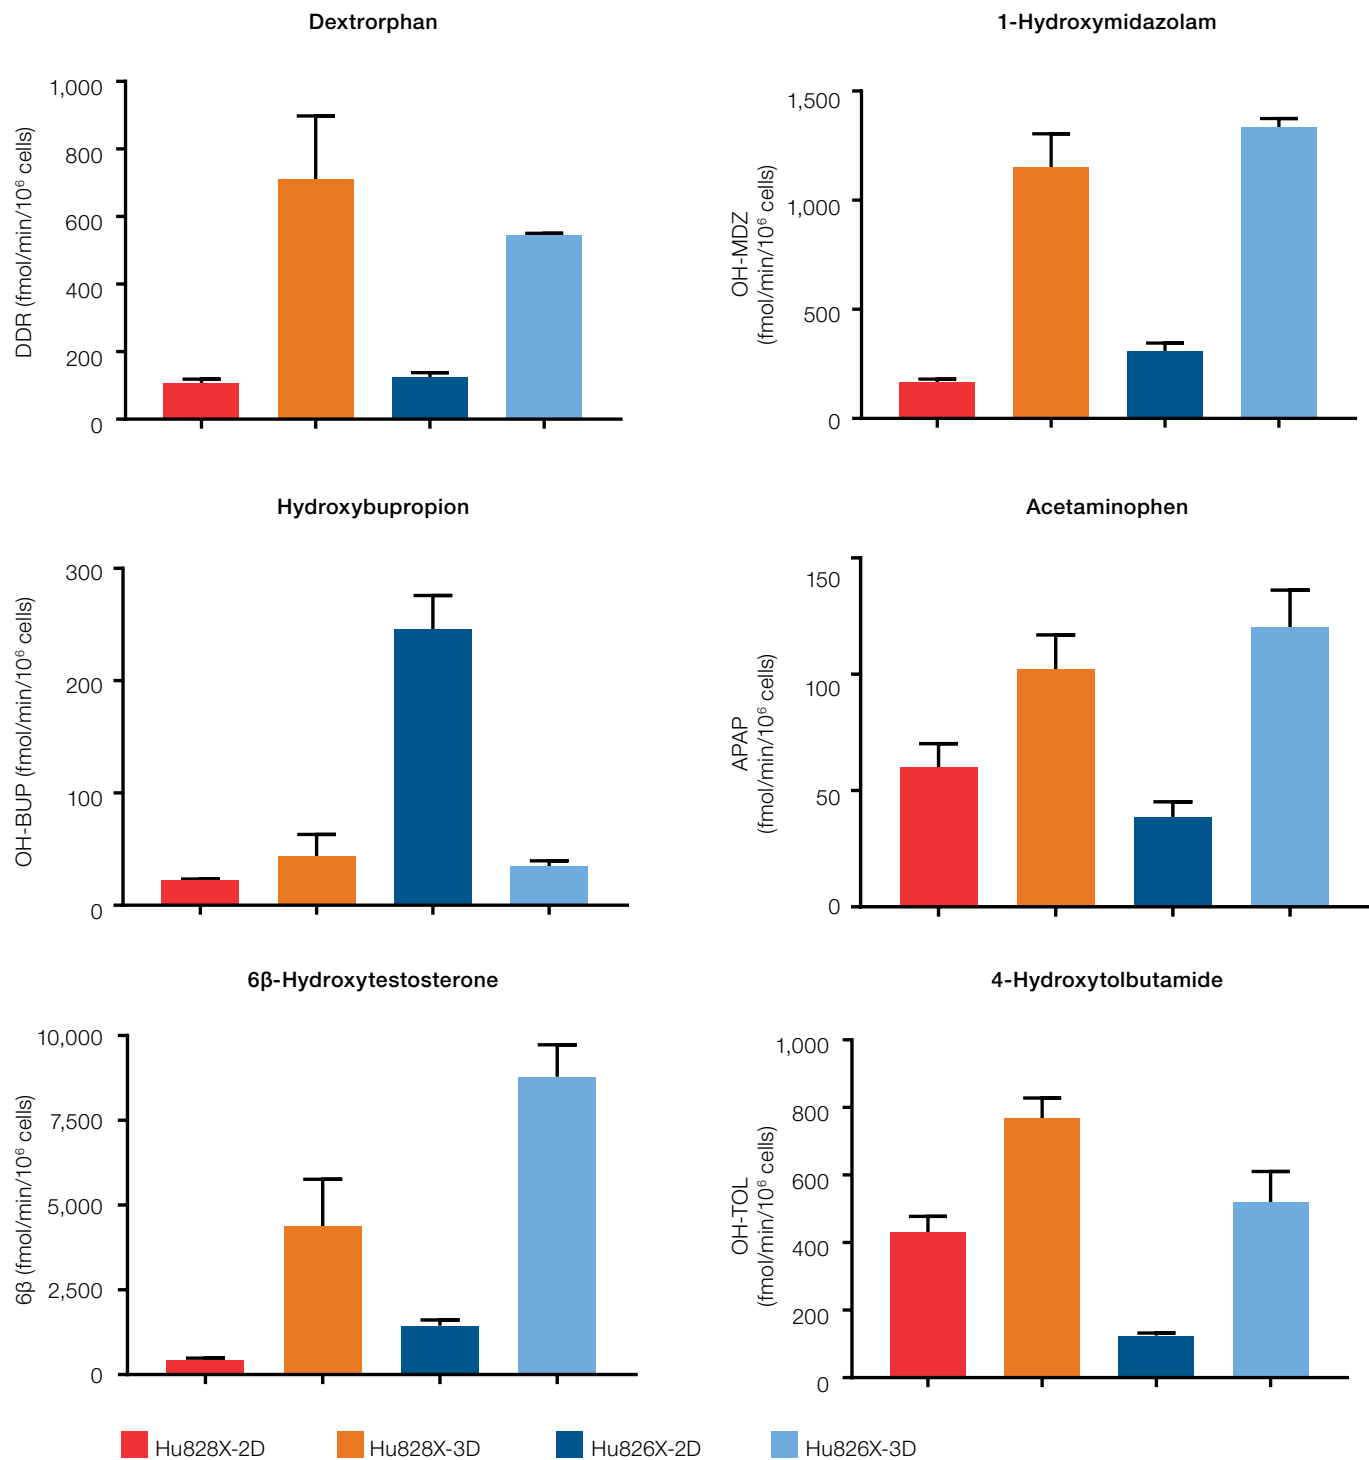 Dextrorphan
DDR (fmol/min/10⁶ cells)
1,000
800
600
400
200
0
1-Hydroxymidazolam
OH-MDZ
(fmol/min/10⁶ cells)
1,500
1,000
500
0
Hydroxybupropion
OH-BUP (fmol/min/10⁶ cells)
300
200
100
0
Acetaminophen
APAP
(fmol/min/10⁶ cells)
150
100
50
0
6β-Hydroxytestosterone
6β (fmol/min/10⁶ cells)
10,000
7,500
5,000
2,500
0
4-Hydroxytolbutamide
OH-TOL
(fmol/min/10⁶ cells)
1,000
800
600
400
200
0
Hu828X-2D
Hu828X-3D
Hu826X-2D
Hu826X-3D